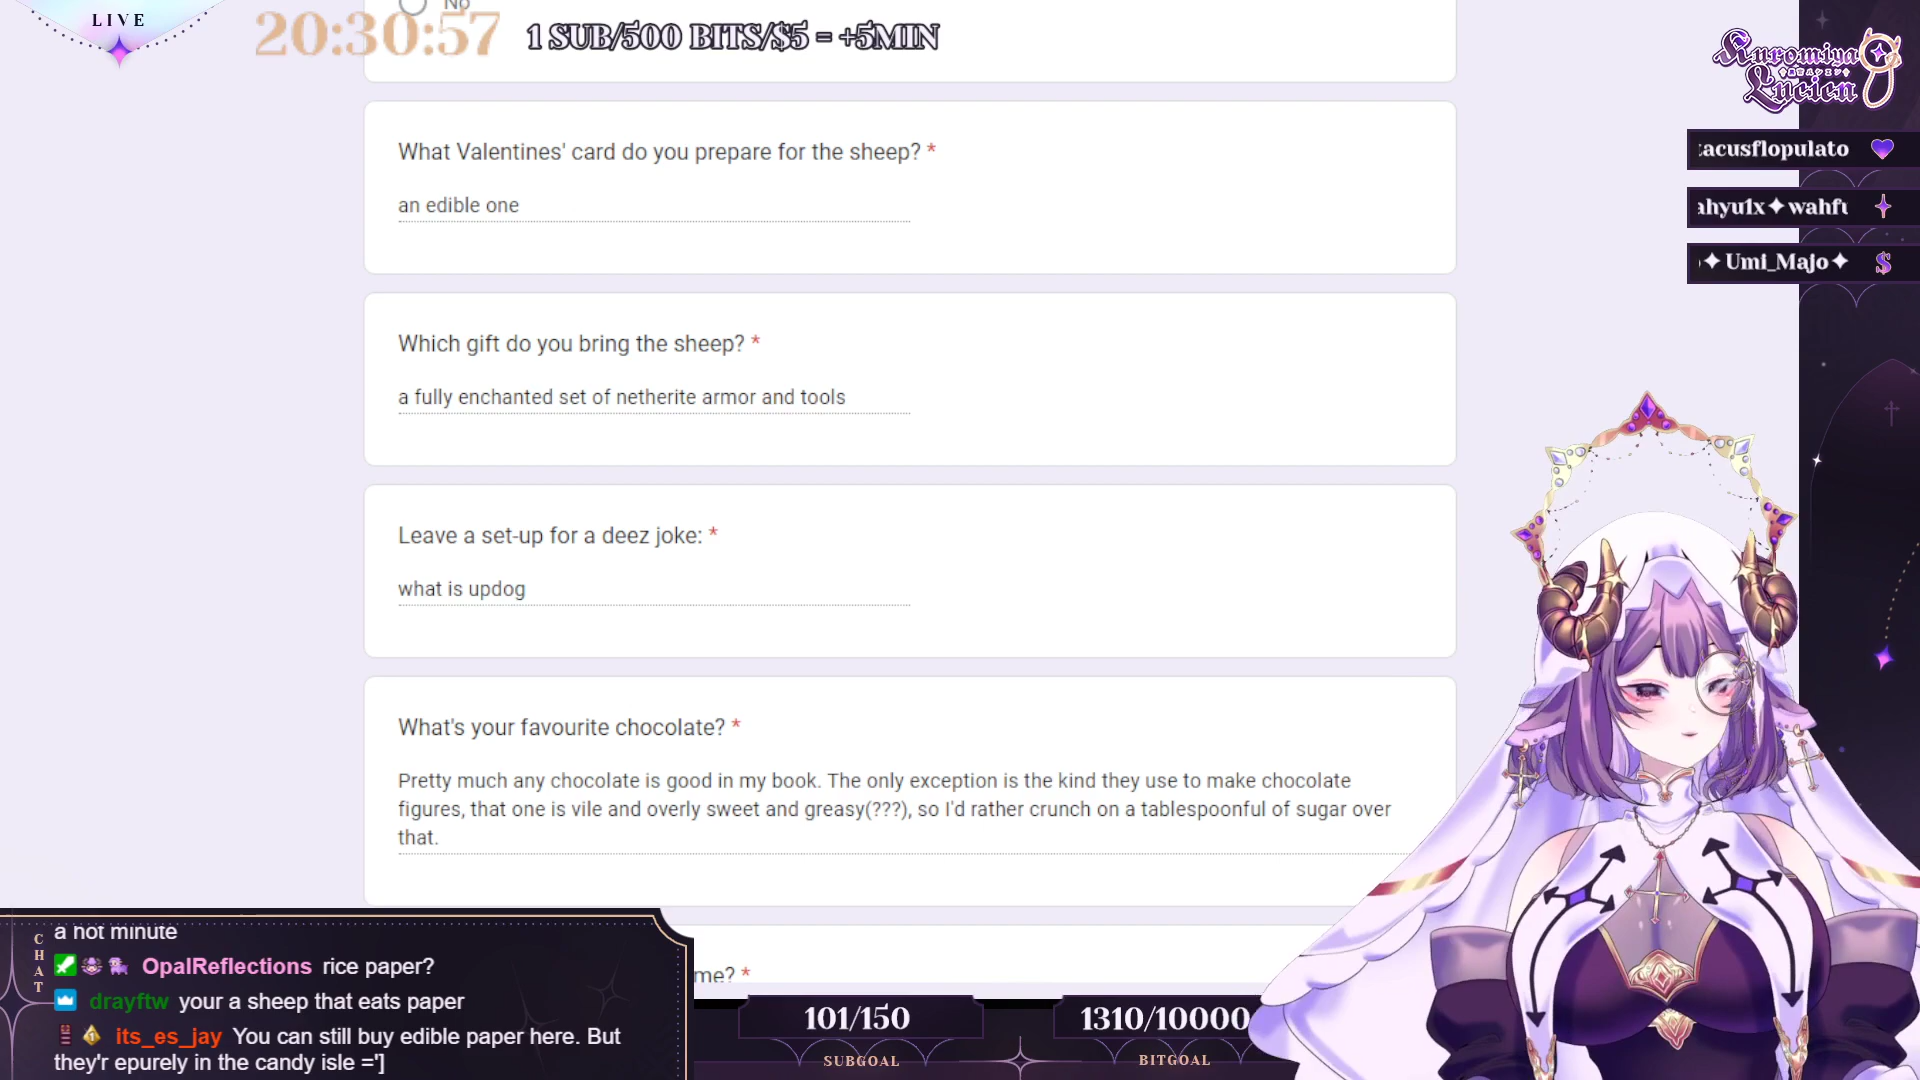 LIVE
20:30:57
1 SUB/500 BITS/$5 = +5MIN
No
Kuromiya
Lucien
acusflopulato
ahyu1x✦wahfu
✦Umi_Majo✦
What Valentines' card do you prepare for the sheep? *
an edible one
Which gift do you bring the sheep? *
a fully enchanted set of netherite armor and tools
Leave a set-up for a deez joke: *
what is updog
What's your favourite chocolate? *
Pretty much any chocolate is good in my book. The only exception is the kind they use to make chocolate
figures, that one is vile and overly sweet and greasy(???), so I'd rather crunch on a tablespoonful of sugar over
that.
me? *
CHAT
a hot minute
OpalReflections rice paper?
drayftw your a sheep that eats paper
its_es_jay You can still buy edible paper here. But
they'r epurely in the candy isle =']
101/150
SUBGOAL
1310/10000
BITGOAL